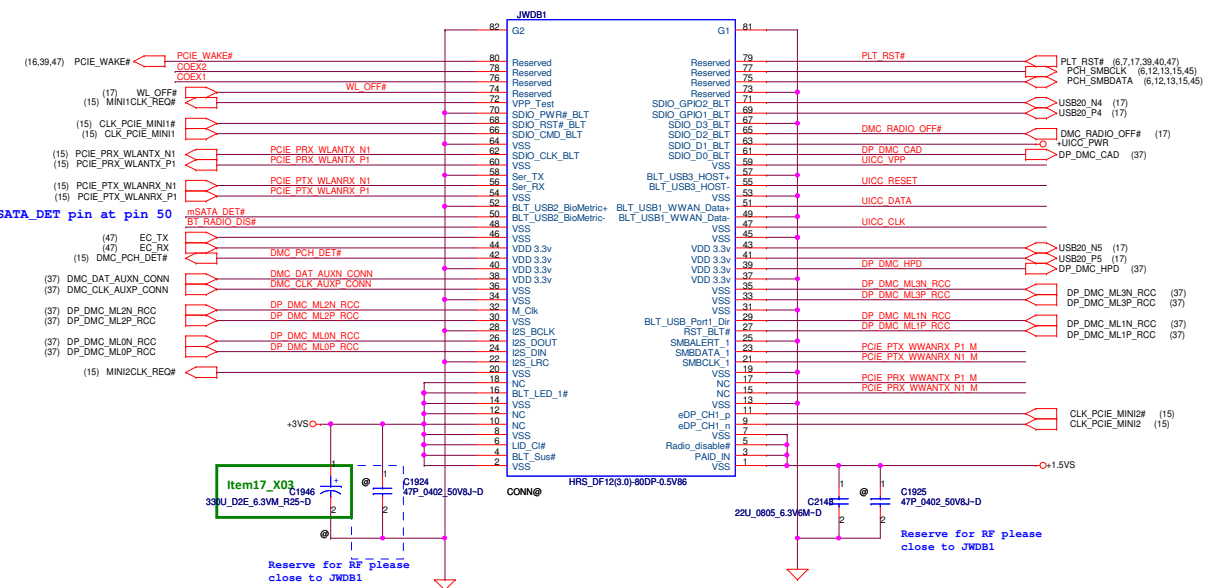 JWDB1
82 G2 G1 81
(16,39,47) PCIE_WAKE# PCIE_WAKE# 80 Reserved Reserved 79 PLT_RST# PLT_RST# (6,7,17,39,40,47)
COEX2 78 Reserved Reserved 77 PCH_SMBCLK (6,12,13,15,45)
COEX1 76 Reserved Reserved 75 PCH_SMBDATA (6,12,13,15,45)
(17) WL_OFF# WL_OFF# 74 Reserved Reserved 73
(15) MINI1CLK_REQ# 72 VPP_Test SDIO_GPIO2_BLT 71 USB20_N4 (17)
70 SDIO_PWR#_BLT SDIO_GPIO1_BLT 69 USB20_P4 (17)
(15) CLK_PCIE_MINI1# 68 SDIO_RST#_BLT SDIO_D3_BLT 67
(15) CLK_PCIE_MINI1 66 SDIO_CMD_BLT SDIO_D2_BLT 65 DMC_RADIO_OFF# DMC_RADIO_OFF# (17)
64 VSS SDIO_D1_BLT 63 +UICC_PWR
(15) PCIE_PRX_WLANTX_N1 PCIE_PRX_WLANTX_N1 62 SDIO_CLK_BLT SDIO_D0_BLT 61 DP_DMC_CAD DP_DMC_CAD (37)
(15) PCIE_PRX_WLANTX_P1 PCIE_PRX_WLANTX_P1 60 VSS VSS 59 UICC_VPP
58 Ser_TX BLT_USB3_HOST+ 57
(15) PCIE_PTX_WLANRX_N1 PCIE_PTX_WLANRX_N1 56 Ser_RX BLT_USB3_HOST- 55 UICC_RESET
(15) PCIE_PTX_WLANRX_P1 PCIE_PTX_WLANRX_P1 54 VSS VSS 53
52 BLT_USB2_BioMetric+ BLT_USB1_WWAN_Data+ 51 UICC_DATA
SATA_DET pin at pin 50 mSATA_DET# 50 BLT_USB2_BioMetric- BLT_USB1_WWAN_Data- 49
BT_RADIO_DIS# 48 VSS VSS 47 UICC_CLK
(47) EC_TX 46 VSS VSS 45
(47) EC_RX 44 VDD 3.3v VDD 3.3v 43 USB20_N5 (17)
(15) DMC_PCH_DET# DMC_PCH_DET# 42 VDD 3.3v VDD 3.3v 41 USB20_P5 (17)
40 VDD 3.3v VDD 3.3v 39 DP_DMC_HPD DP_DMC_HPD (37)
(37) DMC_DAT_AUXN_CONN DMC_DAT_AUXN_CONN 38 VDD 3.3v VDD 3.3v 37
(37) DMC_CLK_AUXP_CONN DMC_CLK_AUXP_CONN 36 VSS VSS 35 DP_DMC_ML3N_RCC DP_DMC_ML3N_RCC (37)
34 VSS VSS 33 DP_DMC_ML3P_RCC DP_DMC_ML3P_RCC (37)
(37) DP_DMC_ML2N_RCC DP_DMC_ML2N_RCC 32 M_Clk VSS 31
(37) DP_DMC_ML2P_RCC DP_DMC_ML2P_RCC 30 VSS BLT_USB_Port1_Dir 29 DP_DMC_ML1N_RCC DP_DMC_ML1N_RCC (37)
28 I2S_BCLK RST_BLT# 27 DP_DMC_ML1P_RCC DP_DMC_ML1P_RCC (37)
(37) DP_DMC_ML0N_RCC DP_DMC_ML0N_RCC 26 I2S_DOUT SMBALERT_1 25
(37) DP_DMC_ML0P_RCC DP_DMC_ML0P_RCC 24 I2S_DIN SMBDATA_1 23 PCIE_PTX_WWANRX_P1_M
22 I2S_LRC SMBCLK_1 21 PCIE_PTX_WWANRX_N1_M
(15) MINI2CLK_REQ# 20 VSS VSS 19
18 NC VSS 17 PCIE_PRX_WWANTX_P1_M
16 BLT_LED_1# NC 15 PCIE_PRX_WWANTX_N1_M
14 VSS VSS 13
12 NC eDP_CH1_p 11 CLK_PCIE_MINI2# (15)
+3VS 10 NC eDP_CH1_n 9 CLK_PCIE_MINI2 (15)
8 VSS VSS 7
6 LID_Cl# Radio_disable# 5
4 BLT_Sus# PAID_IN 3
2 VSS VSS 1 +1.5VS
HRS_DF12(3.0)-80DP-0.5V86
CONN@
Item17_X03
1
+
C1946
330U_D2E_6.3VM_R25~D
2
@
1
@
C1924
47P_0402_50V8J~D
2
Reserve for RF please
close to JWDB1
1
C2148
22U_0805_6.3V6M~D
2
1
@
C1925
47P_0402_50V8J~D
2
Reserve for RF please
close to JWDB1